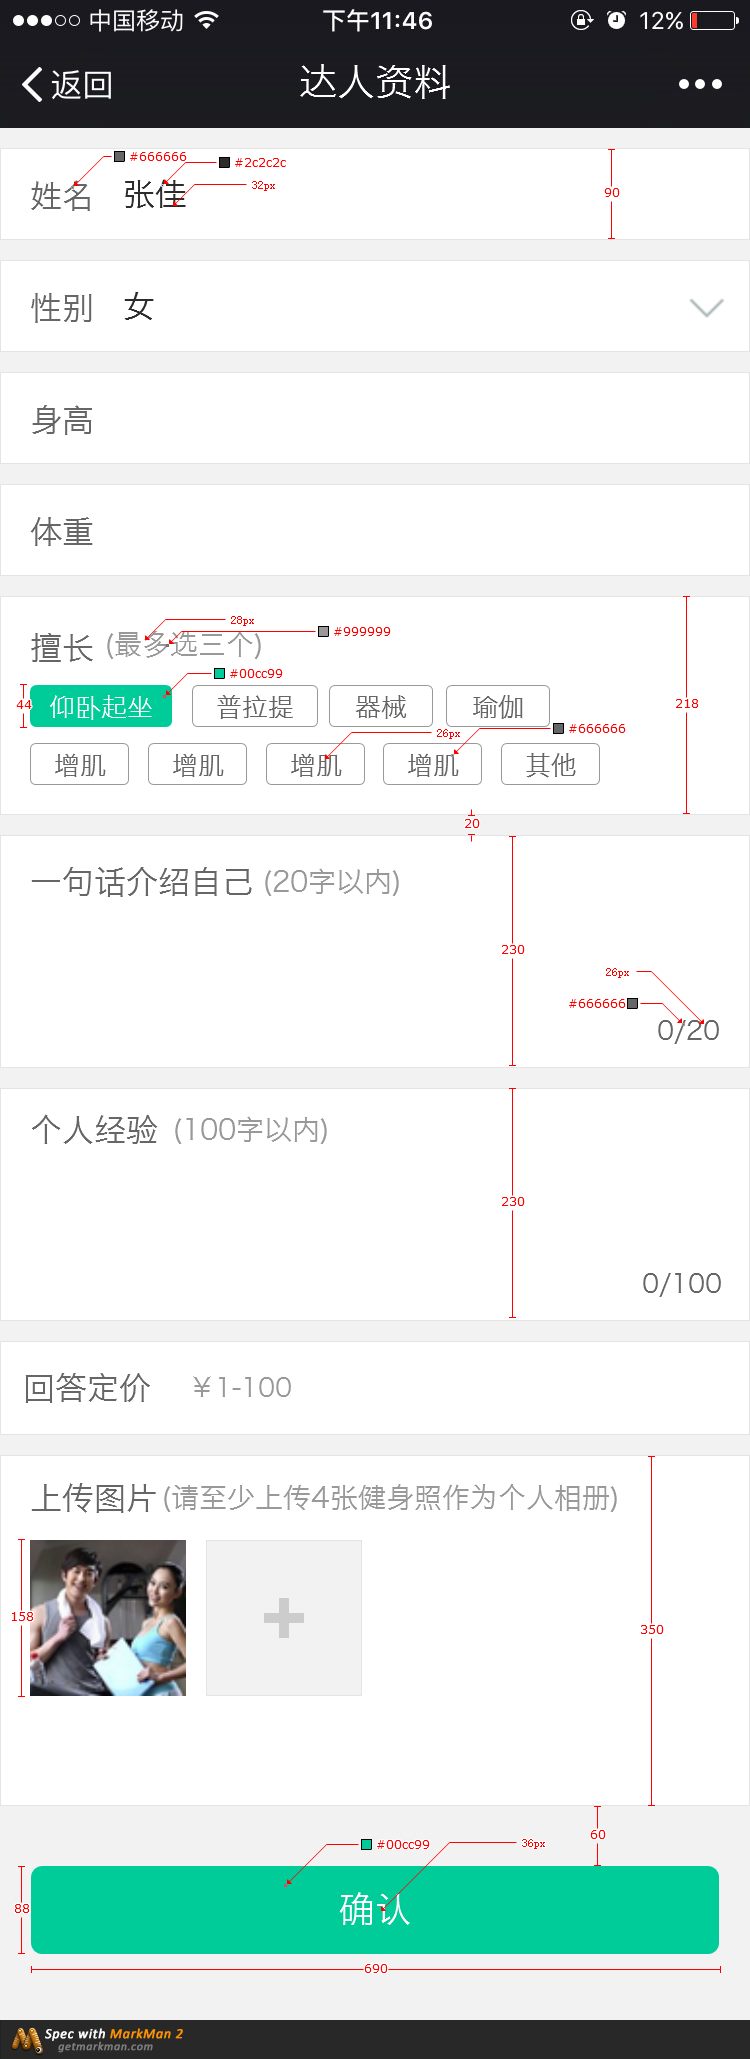 中国移动 下午11:46 12%
返回 达人资料
#666666 #2c2c2c
32px
姓名 张佳
90
性别 女
身高
体重
28px
#999999
擅长 (最多选三个)
#00cc99
44 仰卧起坐 普拉提 器械 瑜伽 218
26px #666666
增肌 增肌 增肌 增肌 其他
20
一句话介绍自己 (20字以内)
230
26px
#666666
0/20
个人经验 (100字以内)
230
0/100
回答定价 ￥1-100
上传图片 (请至少上传4张健身照作为个人相册)
158
350
60
#00cc99 36px
88 确认
690
Spec with MarkMan 2
getmarkman.com